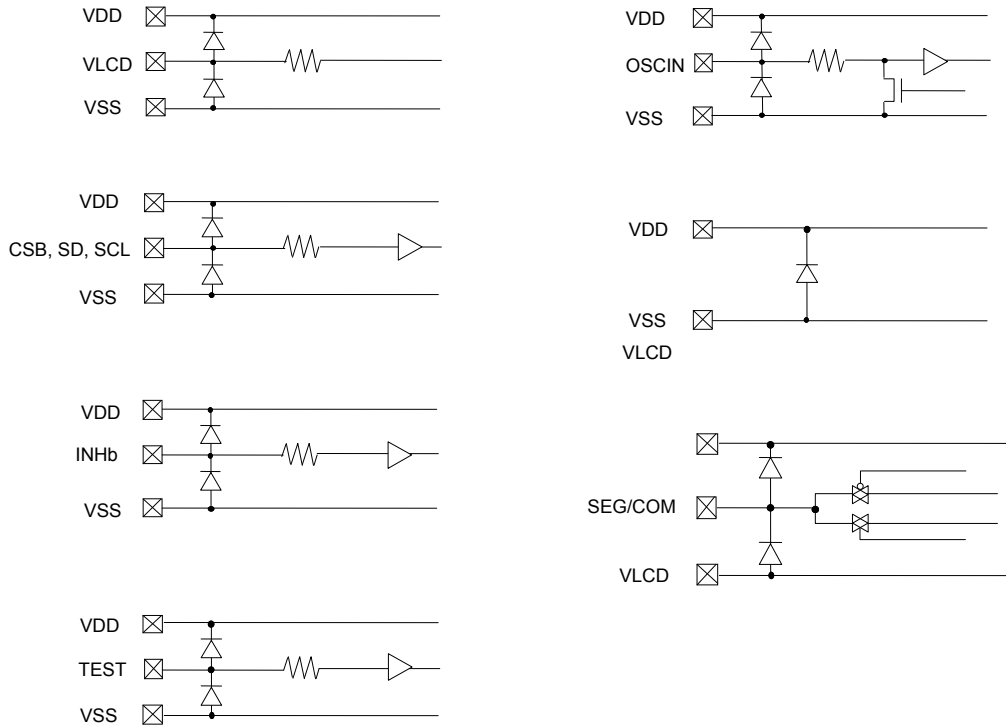 VDD
VLCD
VSS
VDD
CSB, SD, SCL
VSS
VDD
INHb
VSS
VDD
TEST
VSS
VDD
OSCIN
VSS
VDD
VSS
VLCD
SEG/COM
VLCD